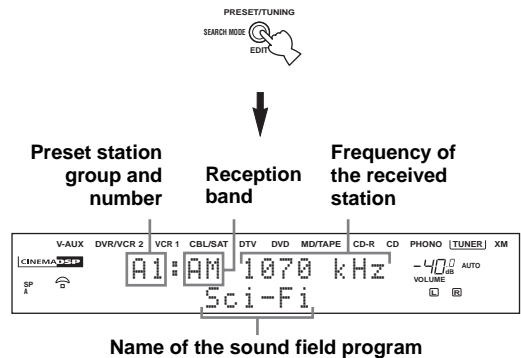 PRESET/TUNING
SEARCH MODE
EDIT
Preset station
group and
number
Reception
band
Frequency of
the received
station
V-AUX DVR/VCR 2 VCR 1 CBL/SAT DTV DVD MD/TAPE CD-R CD PHONO TUNER XM
CINEMA DSP
SP
A
A1:AM 1070 kHz
-40.0 dB
AUTO
VOLUME
L R
Sci-Fi
Name of the sound field program